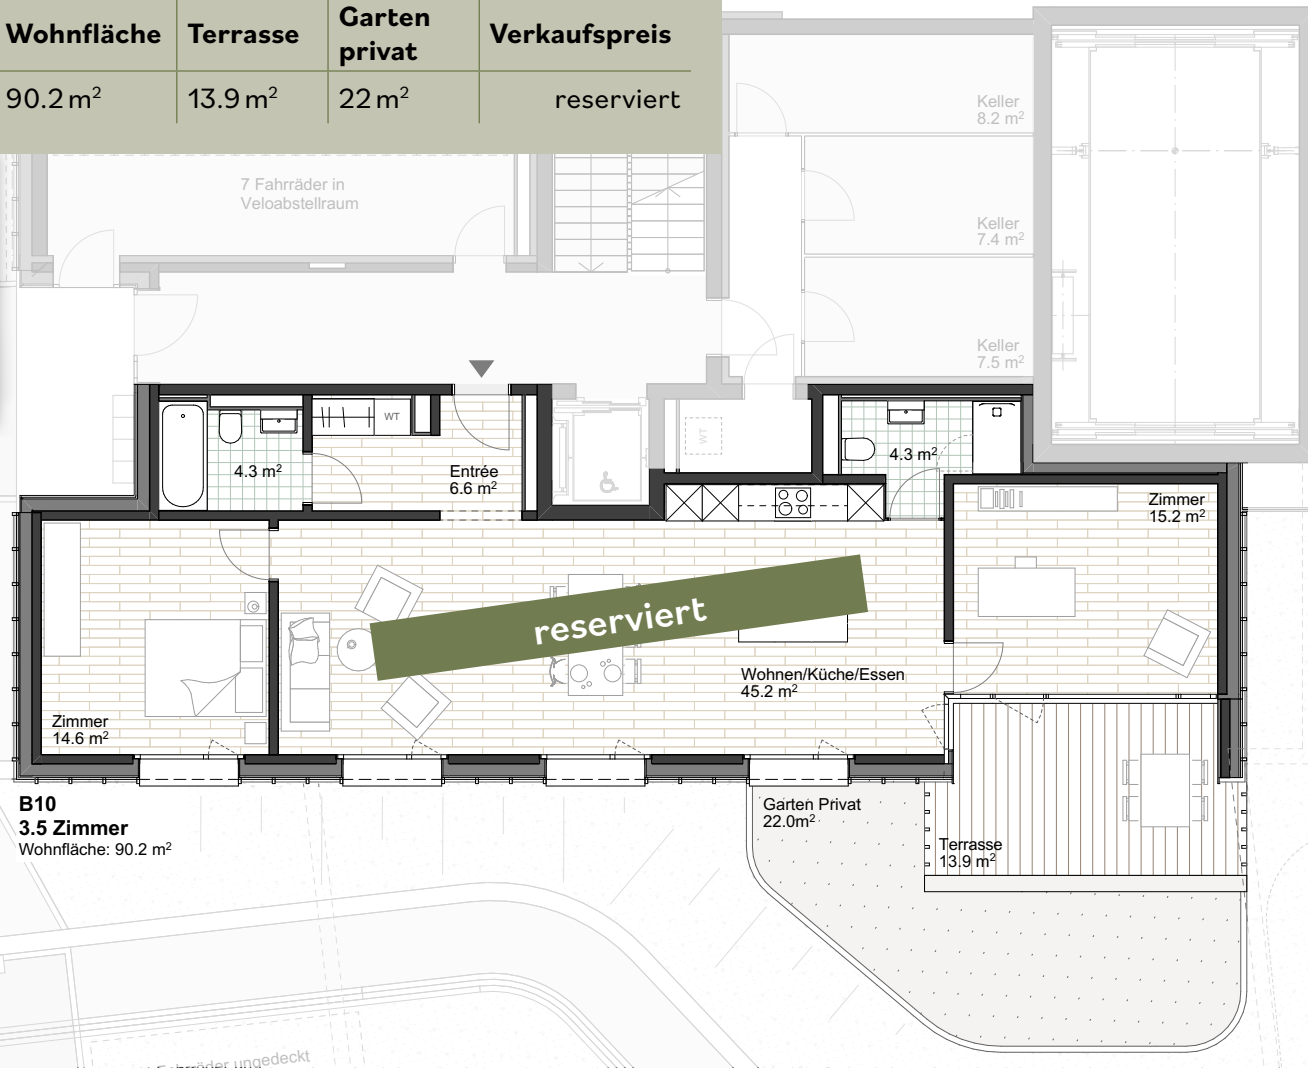 Wohnfläche
Terrasse
Garten
privat
Verkaufspreis
90.2 m²
13.9 m²
22 m²
reserviert
Keller
8.2 m²
7 Fahrräder in
Veloabstellraum
Keller
7.4 m²
Keller
7.5 m²
WT
WT
4.3 m²
Entrée
6.6 m²
4.3 m²
Zimmer
15.2 m²
reserviert
Wohnen/Küche/Essen
45.2 m²
Zimmer
14.6 m²
B10
3.5 Zimmer
Wohnfläche: 90.2 m²
Garten Privat
22.0m²
Terrasse
13.9 m²
Fahrräder ungedeckt